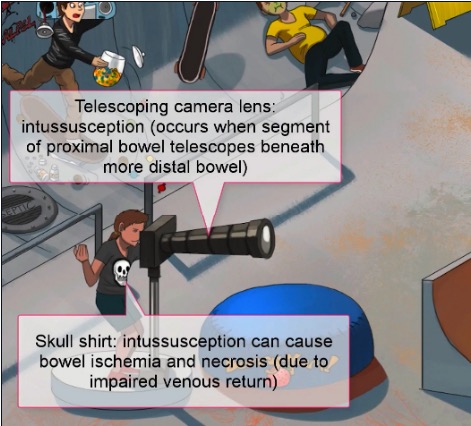 Telescoping camera lens:
intussusception (occurs when segment
of proximal bowel telescopes beneath
more distal bowel)
Skull shirt: intussusception can cause
bowel ischemia and necrosis (due to
impaired venous return)